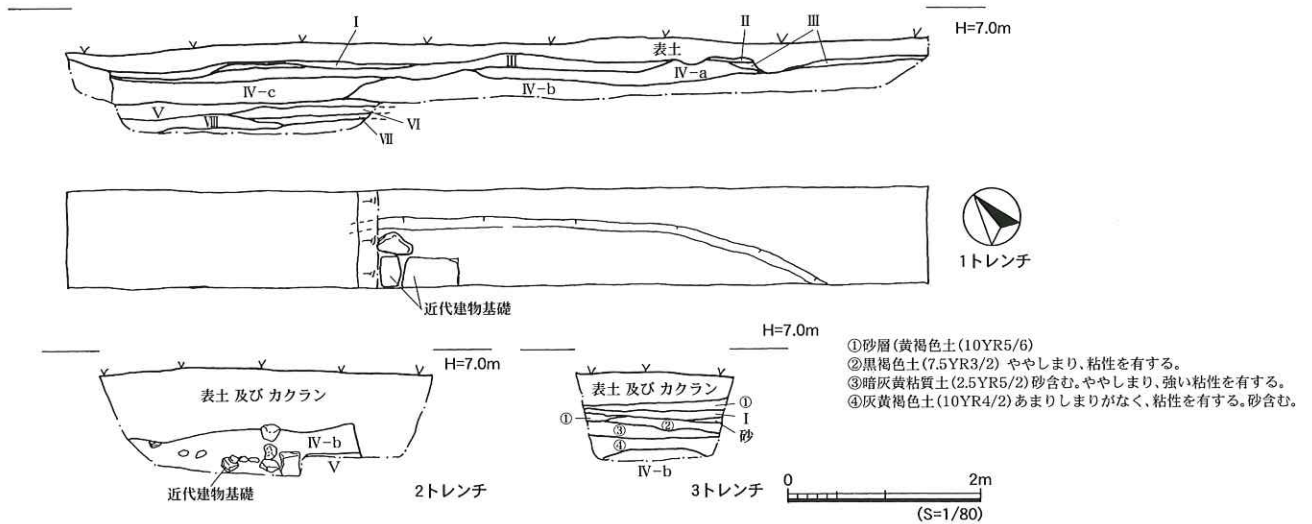 H=7.0m
I
II
III
表土
III
IV-a
IV-c
IV-b
V
VI
VIII
VII
1トレンチ
近代建物基礎
H=7.0m
H=7.0m
表土 及び カクラン
IV-b
V
近代建物基礎
2トレンチ
表土 及び カクラン
①
①
I
②
砂
③
④
IV-b
3トレンチ
①砂層(黄褐色土(10YR5/6)
②黒褐色土(7.5YR3/2) ややしまり、粘性を有する。
③暗灰黄粘質土(2.5YR5/2) 砂含む。ややしまり、強い粘性を有する。
④灰黄褐色土(10YR4/2) あまりしまりがなく、粘性を有する。砂含む。
0
2m
(S=1/80)